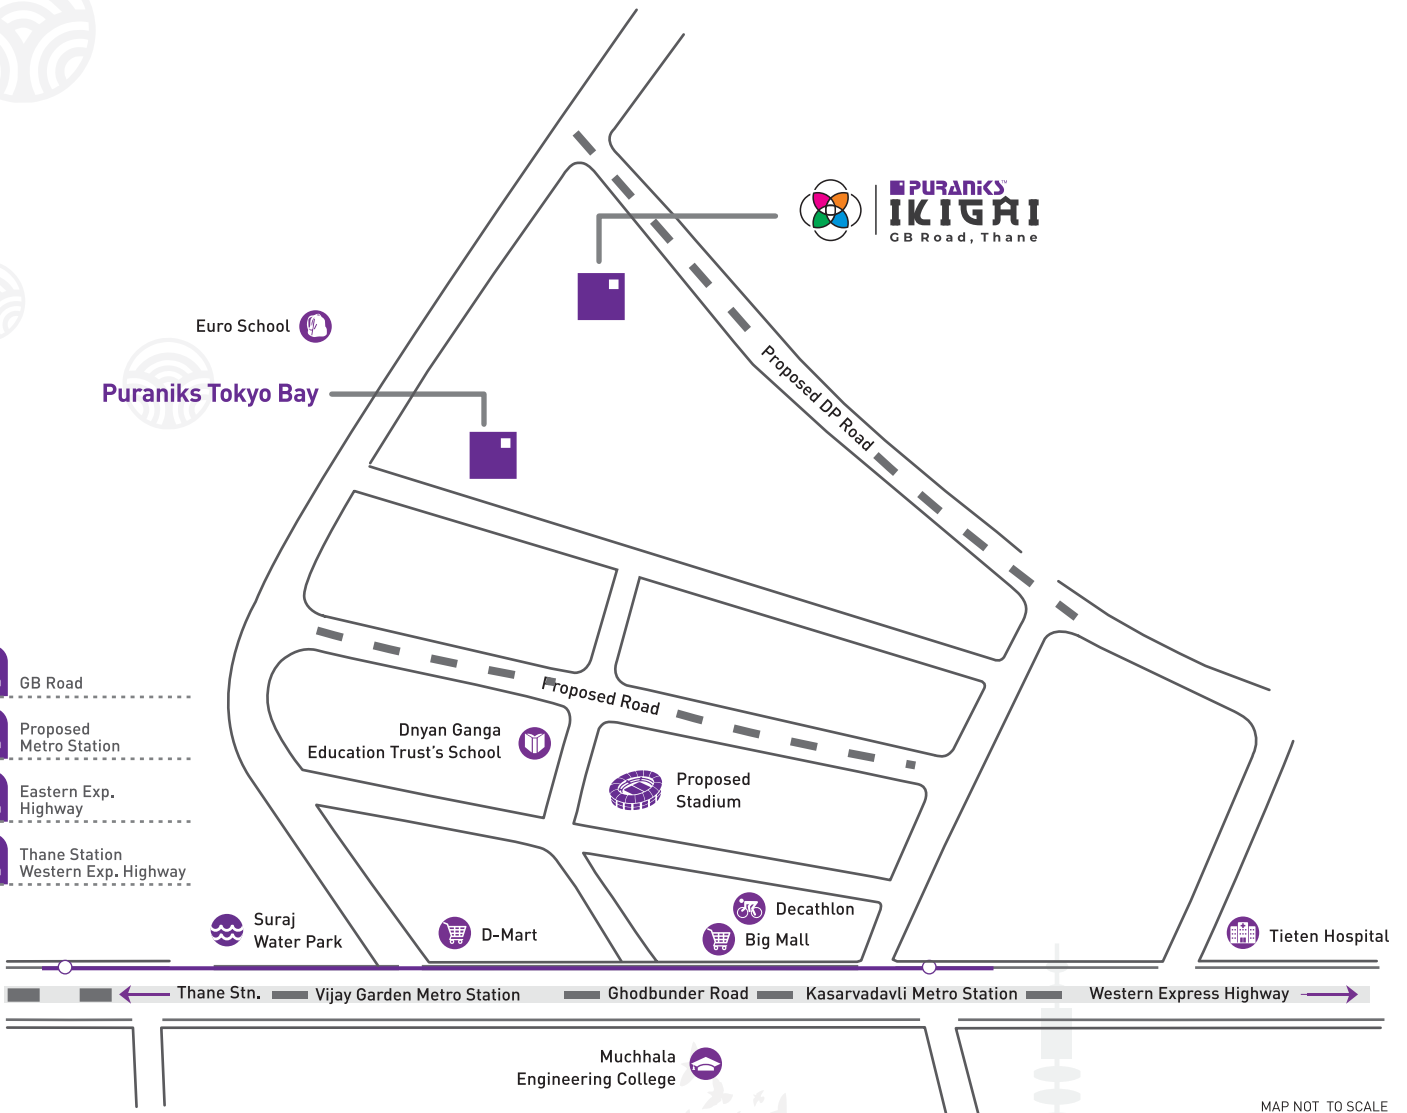 PURANIKS™
IKIGAI
GB Road, Thane
Euro School
Puraniks Tokyo Bay
Proposed DP Road
GB Road
Proposed
Metro Station
Eastern Exp.
Highway
Thane Station
Western Exp. Highway
Proposed Road
Dnyan Ganga
Education Trust's School
Proposed
Stadium
Suraj
Water Park
D-Mart
Decathlon
Big Mall
Tieten Hospital
Thane Stn.
Vijay Garden Metro Station
Ghodbunder Road
Kasarvadavli Metro Station
Western Express Highway
Muchhala
Engineering College
MAP NOT TO SCALE